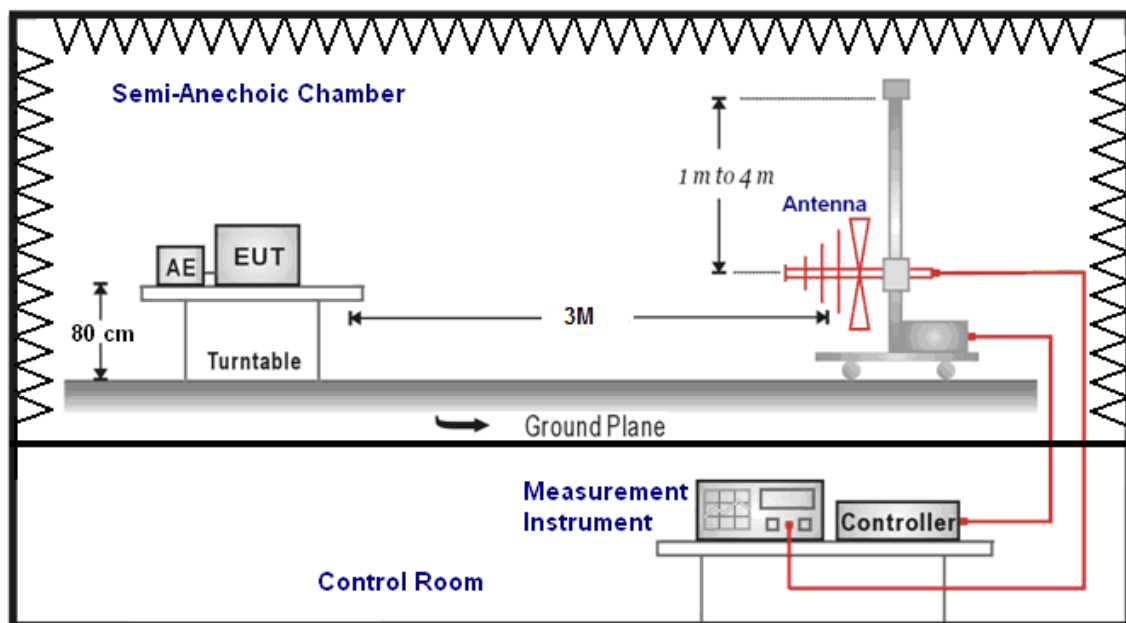 Semi-Anechoic Chamber
1 m to 4 m
Antenna
AE
EUT
80 cm
3M
Turntable
Ground Plane
Measurement
Instrument
Controller
Control Room